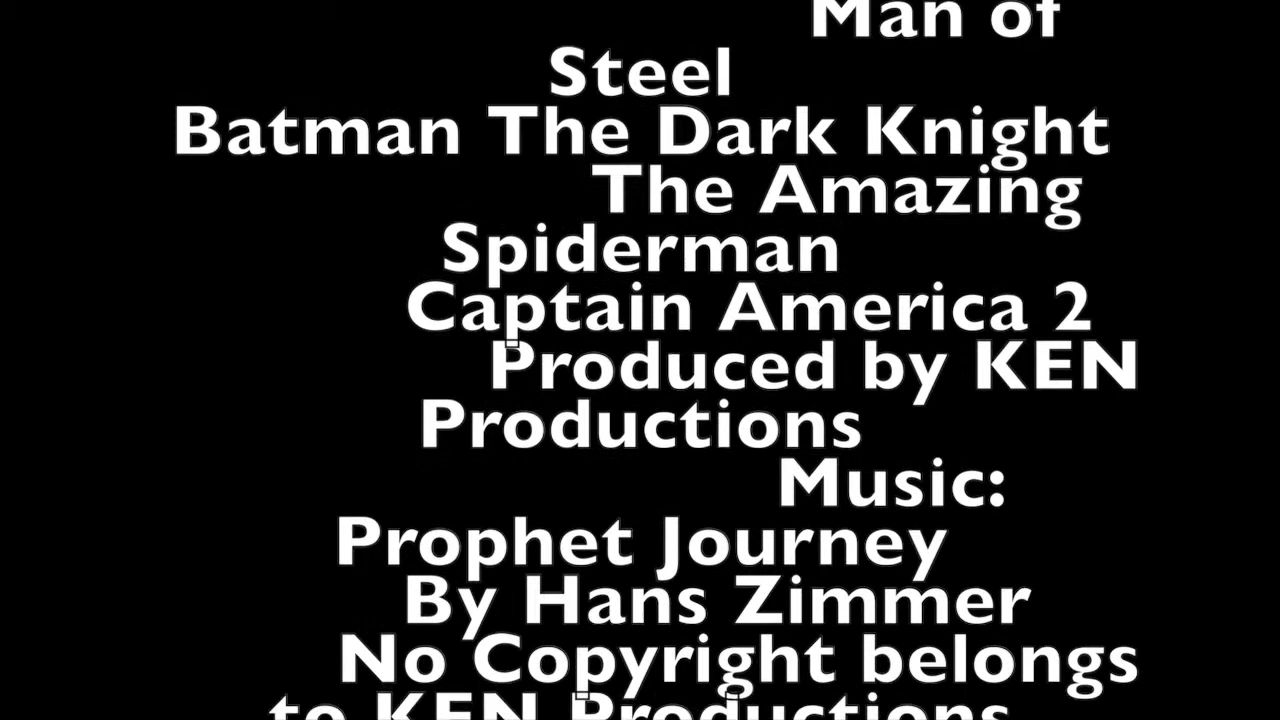 Man of
Steel
Batman The Dark Knight
The Amazing
Spiderman
Captain America 2
Produced by KEN
Productions
Music:
Prophet Journey
By Hans Zimmer
No Copyright belongs
to KEN Productions